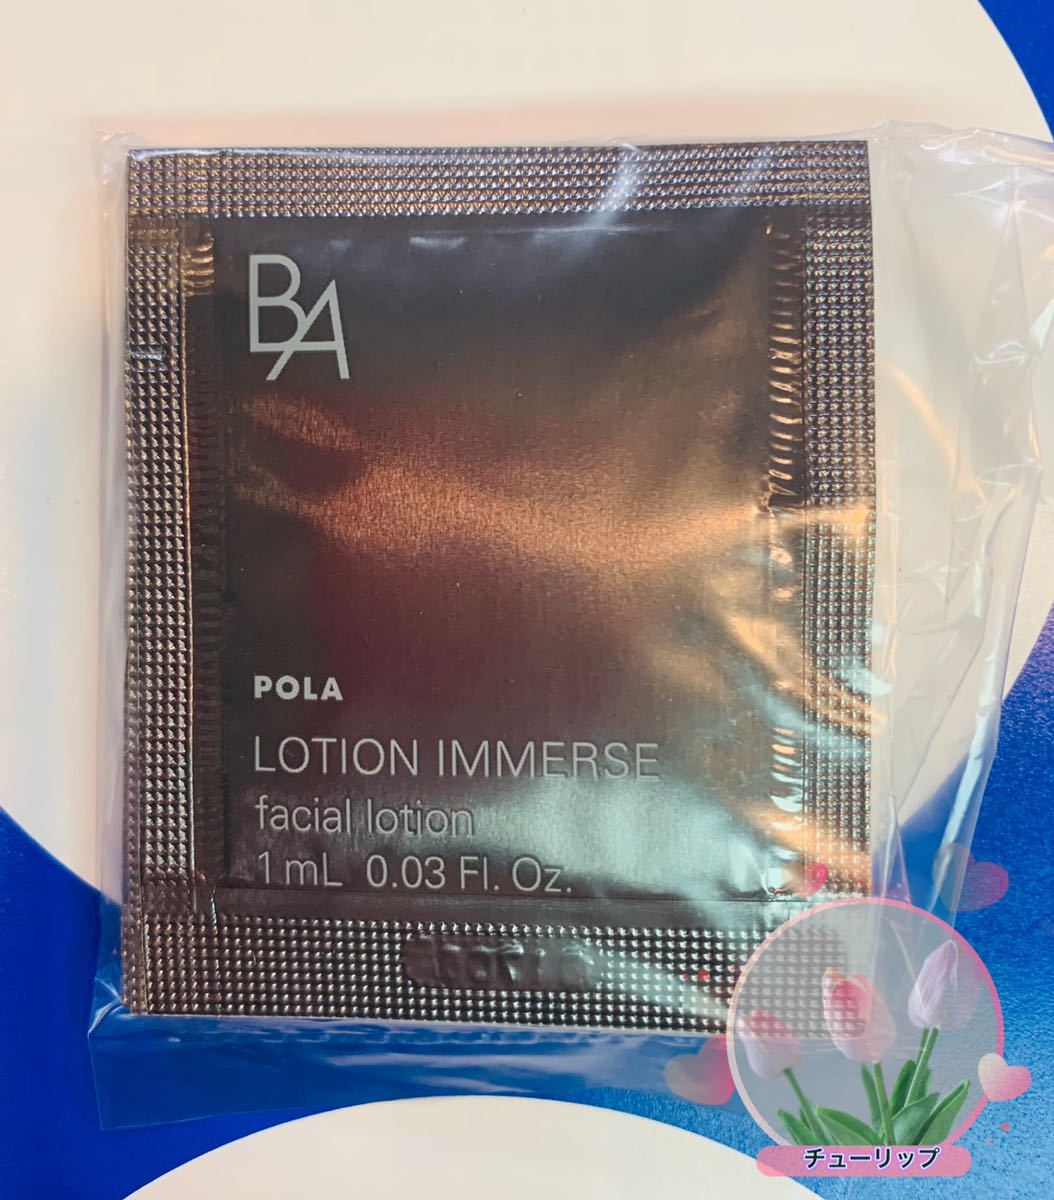 BA
POLA
LOTION IMMERSE
facial lotion
1 mL 0.03 Fl. Oz.
チューリップ